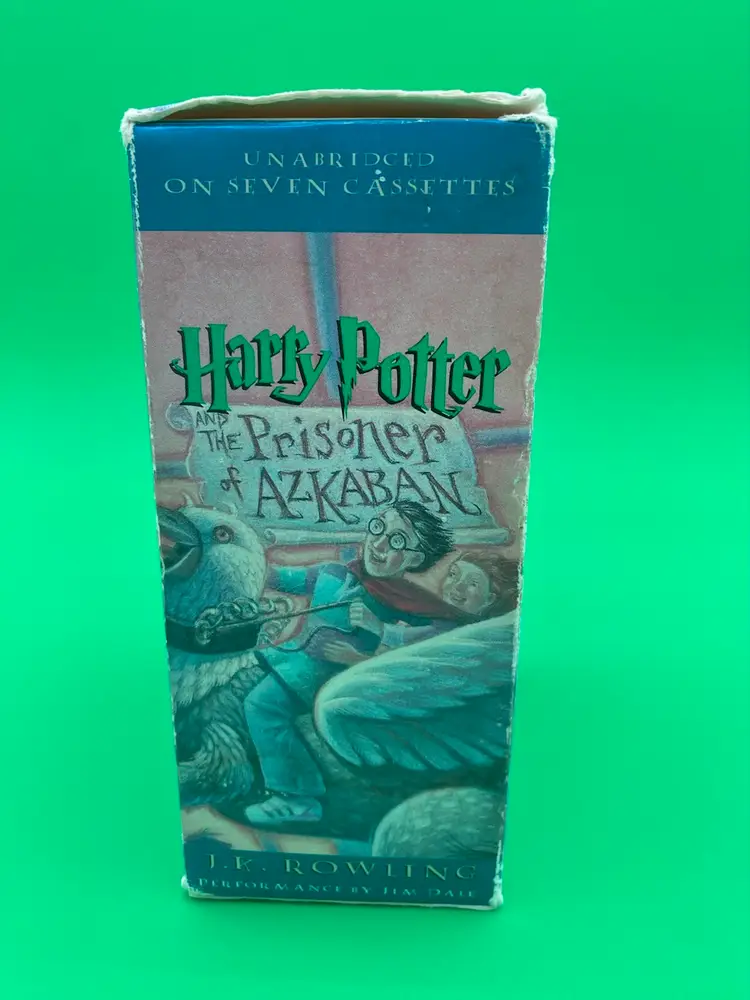 UNABRIDGED
ON SEVEN CASSETTES
Harry Potter
AND
THE Prisoner
of AZKABAN
J.K. ROWLING
PERFORMANCE BY JIM DALE